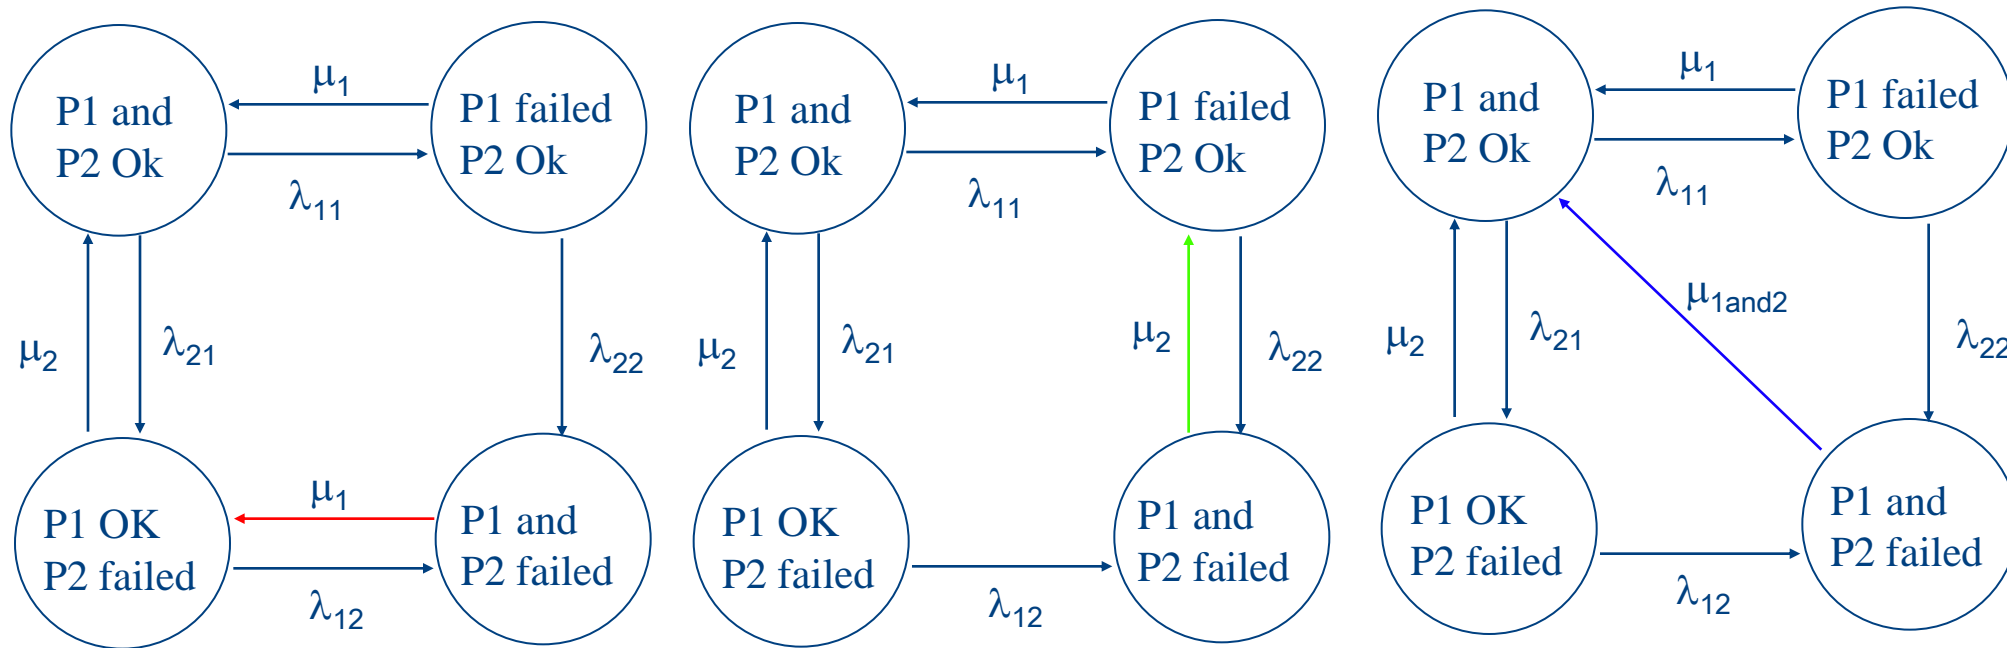 P1 and
P2 Ok
μ1
λ11
P1 failed
P2 Ok
μ2
λ21
λ22
P1 OK
P2 failed
μ1
λ12
P1 and
P2 failed
P1 and
P2 Ok
μ1
λ11
P1 failed
P2 Ok
μ2
λ21
μ2
λ22
P1 OK
P2 failed
λ12
P1 and
P2 failed
P1 and
P2 Ok
μ1
λ11
P1 failed
P2 Ok
μ2
λ21
μ1and2
λ22
P1 OK
P2 failed
λ12
P1 and
P2 failed